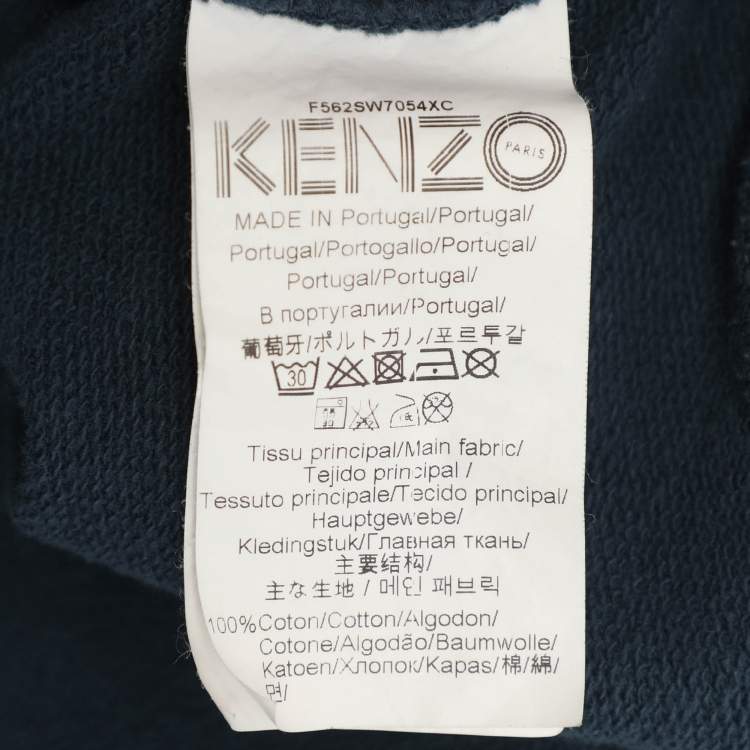 F562SW7054XC
KENZO
PARIS
MADE IN Portugal/Portugal/
Portugal/Portogallo/Portugal/
Portugal/Portugal/
В португалии/Portugal/
葡萄牙/ポルトガル/포르투갈
30
Tissu principal/Main fabric/
Tejido principal /
Tessuto principale/Tecido principal/
Hauptgewebe/
Kledingstuk/Главная ткань/
主要结构/
主な生地 / 메인 패브릭
100%Coton/Cotton/Algodon/
Cotone/Algodão/Baumwolle/
Katoen/Хлопок/Kapas/棉/綿/
면/